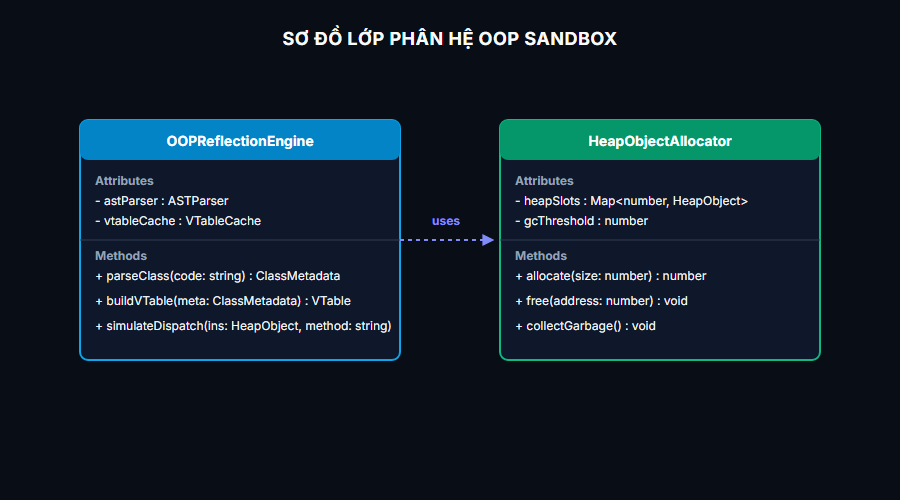 SƠ ĐỒ LỚP PHÂN HỆ OOP SANDBOX
OOPReflectionEngine
Attributes
- astParser : ASTParser
- vtableCache : VTableCache
Methods
+ parseClass(code: string) : ClassMetadata
+ buildVTable(meta: ClassMetadata) : VTable
+ simulateDispatch(ins: HeapObject, method: string)
uses
HeapObjectAllocator
Attributes
- heapSlots : Map<number, HeapObject>
- gcThreshold : number
Methods
+ allocate(size: number) : number
+ free(address: number) : void
+ collectGarbage() : void